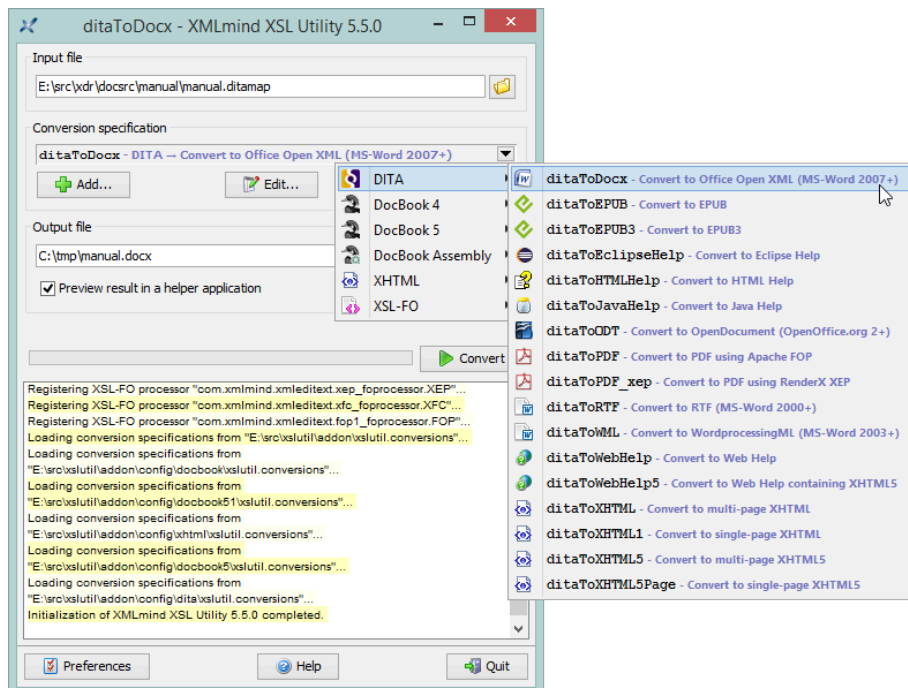 ditaToDocx - XMLmind XSL Utility 5.5.0
Input file
E:\src\xdr\docsrc\manual\manual.ditamap
Conversion specification
ditaToDocx - DITA — Convert to Office Open XML (MS-Word 2007+)
Add...
Edit...
Output file
C:\tmp\manual.docx
Preview result in a helper application
Convert
DITA
DocBook 4
DocBook 5
DocBook Assembly
XHTML
XSL-FO
ditaToDocx - Convert to Office Open XML (MS-Word 2007+)
ditaToEPUB - Convert to EPUB
ditaToEPUB3 - Convert to EPUB3
ditaToEclipseHelp - Convert to Eclipse Help
ditaToHTMLHelp - Convert to HTML Help
ditaToJavaHelp - Convert to Java Help
ditaToODT - Convert to OpenDocument (OpenOffice.org 2+)
ditaToPDF - Convert to PDF using Apache FOP
ditaToPDF_xep - Convert to PDF using RenderX XEP
ditaToRTF - Convert to RTF (MS-Word 2000+)
ditaToWML - Convert to WordprocessingML (MS-Word 2003+)
ditaToWebHelp - Convert to Web Help
ditaToWebHelp5 - Convert to Web Help containing XHTML5
ditaToXHTML - Convert to multi-page XHTML
ditaToXHTML1 - Convert to single-page XHTML
ditaToXHTML5 - Convert to multi-page XHTML5
ditaToXHTML5Page - Convert to single-page XHTML5
Registering XSL-FO processor "com.xmlmind.xmleditext.xep_foprocessor.XEP"...
Registering XSL-FO processor "com.xmlmind.xmleditext.xfc_foprocessor.XFC"...
Registering XSL-FO processor "com.xmlmind.xmleditext.fop1_foprocessor.FOP"...
Loading conversion specifications from "E:\src\xslutil\addon\xslutil.conversions"...
Loading conversion specifications from
"E:\src\xslutil\addon\config\docbook\xslutil.conversions"...
Loading conversion specifications from
"E:\src\xslutil\addon\config\docbook51\xslutil.conversions"...
Loading conversion specifications from
"E:\src\xslutil\addon\config\xhtml\xslutil.conversions"...
Loading conversion specifications from
"E:\src\xslutil\addon\config\docbook5\xslutil.conversions"...
Loading conversion specifications from
"E:\src\xslutil\addon\config\dita\xslutil.conversions"...
Initialization of XMLmind XSL Utility 5.5.0 completed.
Preferences
Help
Quit